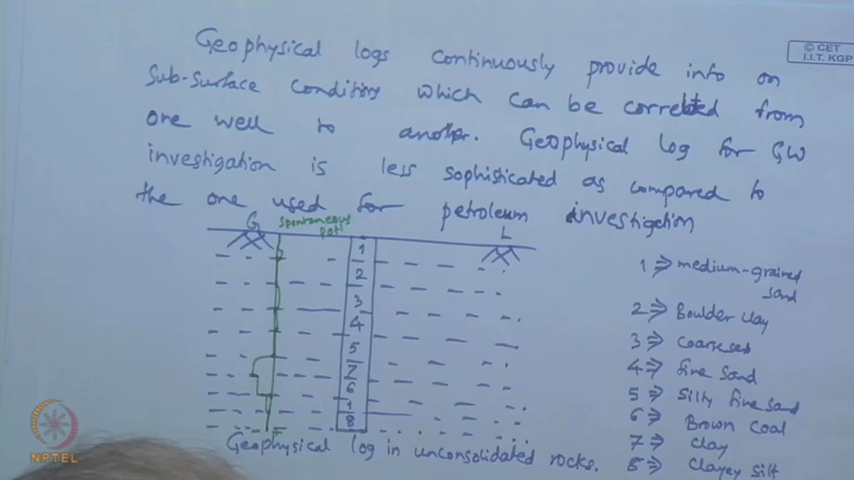 Geophysical logs continuously provide info on
© CET
I.I.T. KGP
Sub-Surface Condition which can be correlated from
one well to another. Geophysical log for GW
investigation is less sophisticated as compared to
the one used for petroleum investigation
G
spontaneous
pot
L
1
2
3
4
5
7
6
1
8
1 ⇒ medium-grained
sand
2 ⇒ Boulder clay
3 ⇒ Coarse sand
4 ⇒ fine sand
5 ⇒ Silty fine sand
6 ⇒ Brown coal
7 ⇒ clay
8 ⇒ clayey silt
Geophysical log in unconsolidated rocks.
NPTEL